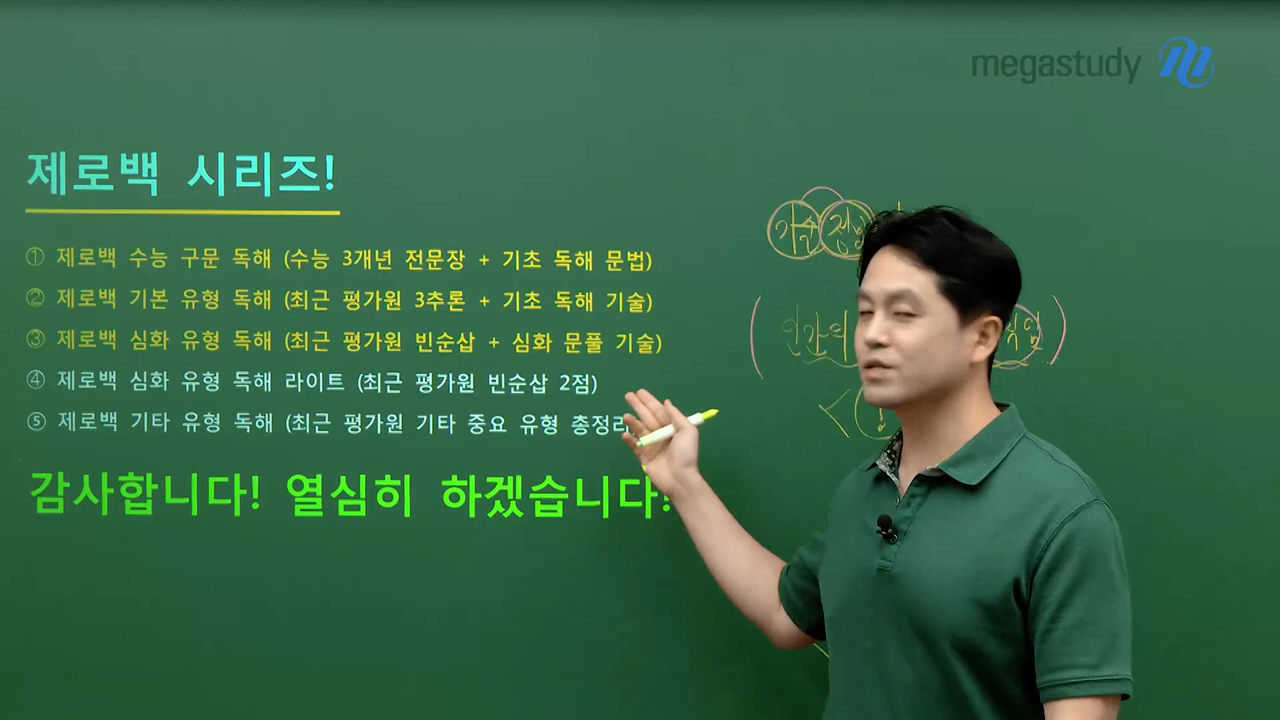 megastudy
제로백 시리즈!
① 제로백 수능 구문 독해 (수능 3개년 전문장 + 기초 독해 문법)
② 제로백 기본 유형 독해 (최근 평가원 3추론 + 기초 독해 기술)
③ 제로백 심화 유형 독해 (최근 평가원 빈순삽 + 심화 문풀 기술)
④ 제로백 심화 유형 독해 라이트 (최근 평가원 빈순삽 2점)
⑤ 제로백 기타 유형 독해 (최근 평가원 기타 중요 유형 총정리
감사합니다! 열심히 하겠습니다!
기술
인간의